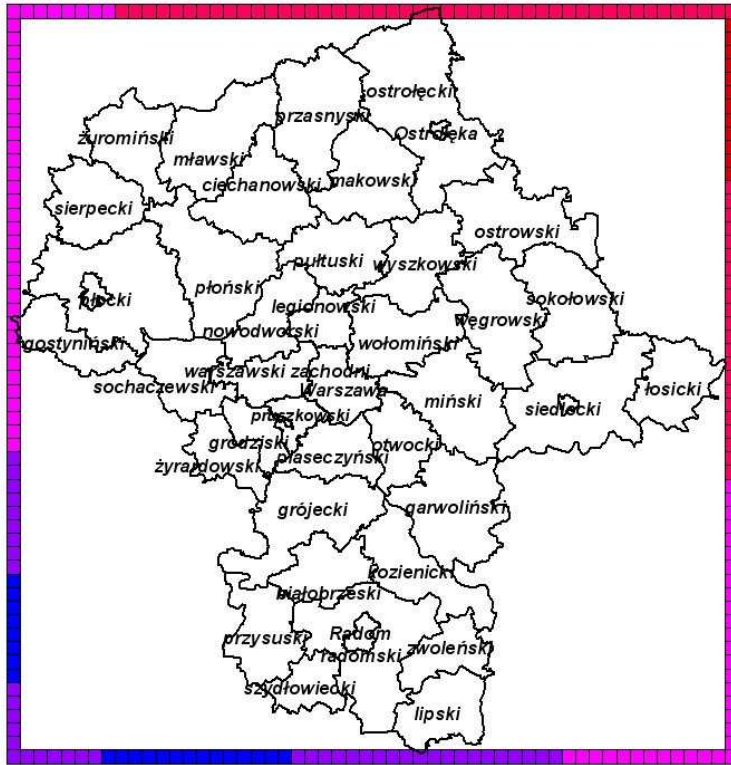 ostrołęcki
przasnyski
Ostrołęka
żuromiński
mławski
ciechanowski
makowski
sierpecki
ostrowski
pułtuski
wyszkowski
płoński
płocki
sokołowski
legionowski
nowodworski
węgrowski
wołomiński
gostyniński
warszawski zachodni
sochaczewski
Warszawa
łosicki
miński
siedlecki
pruszkowski
grodziski
otwocki
piaseczyński
żyrardowski
grójecki
garwoliński
kozienicki
białobrzeski
Radom
przysuski
zwoleński
radomski
szydłowiecki
lipski